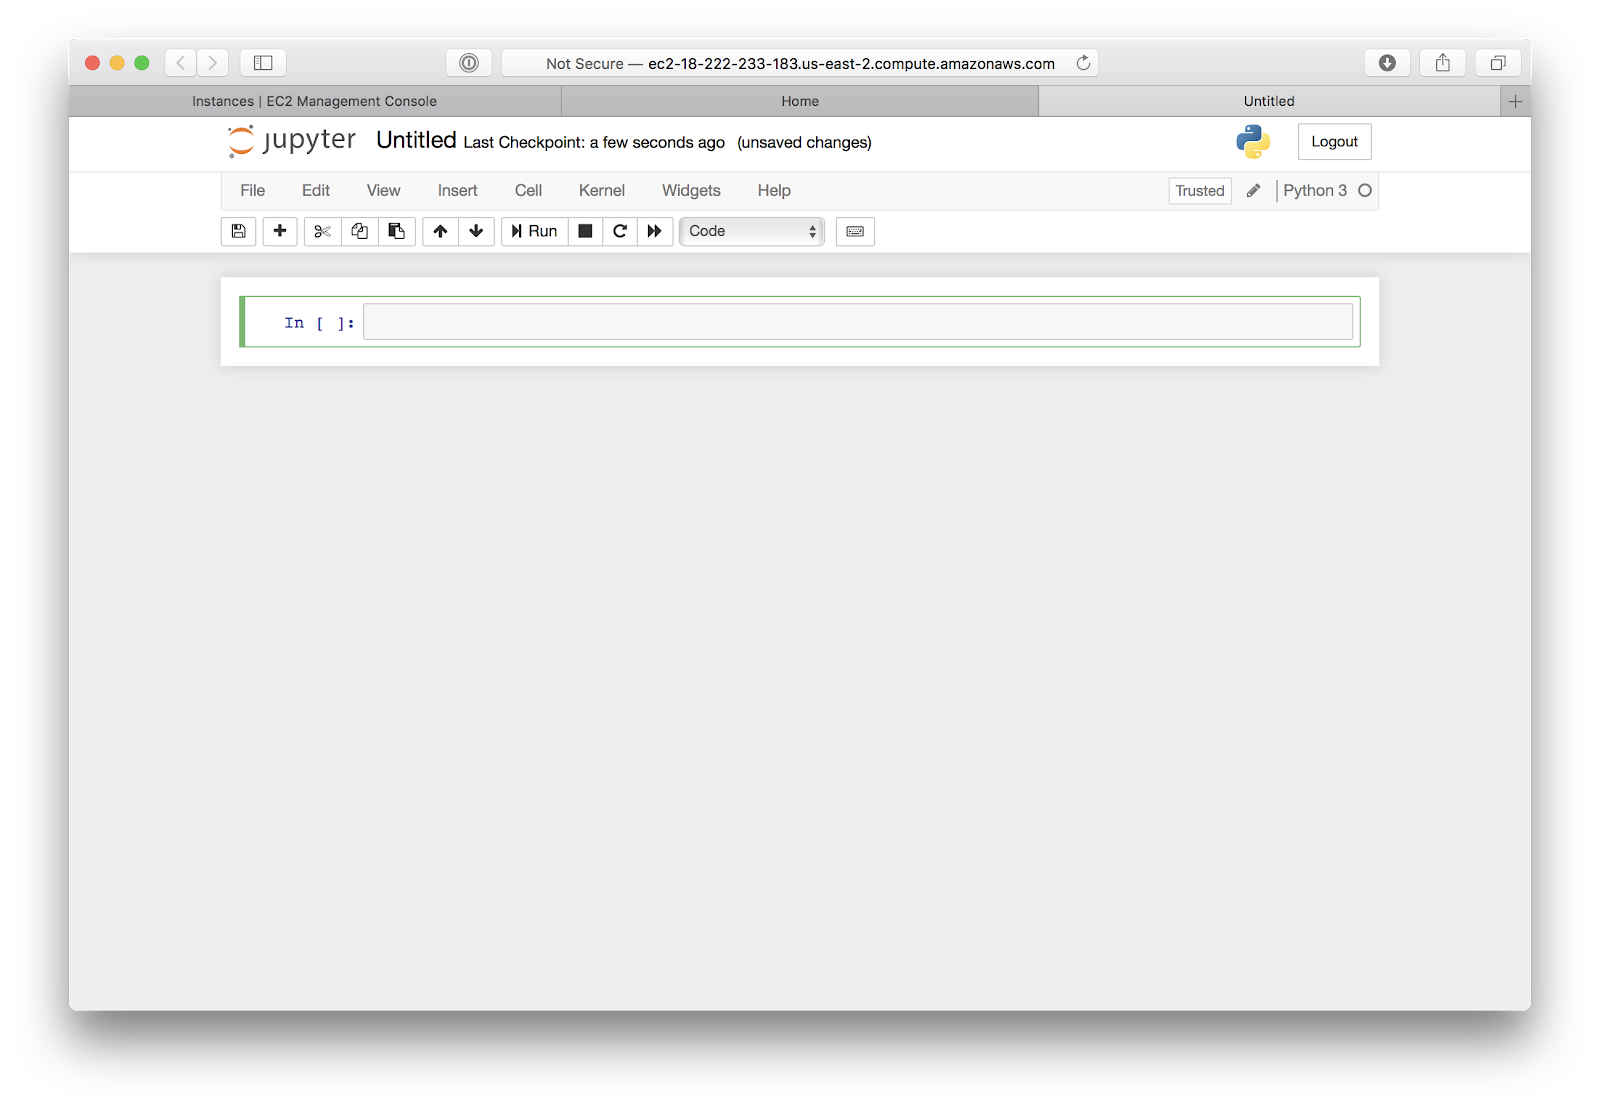 Not Secure — ec2-18-222-233-183.us-east-2.compute.amazonaws.com
Instances | EC2 Management Console Home Untitled
jupyter Untitled Last Checkpoint: a few seconds ago (unsaved changes) Logout
File Edit View Insert Cell Kernel Widgets Help Trusted Python 3
Run Code
In [ ]: